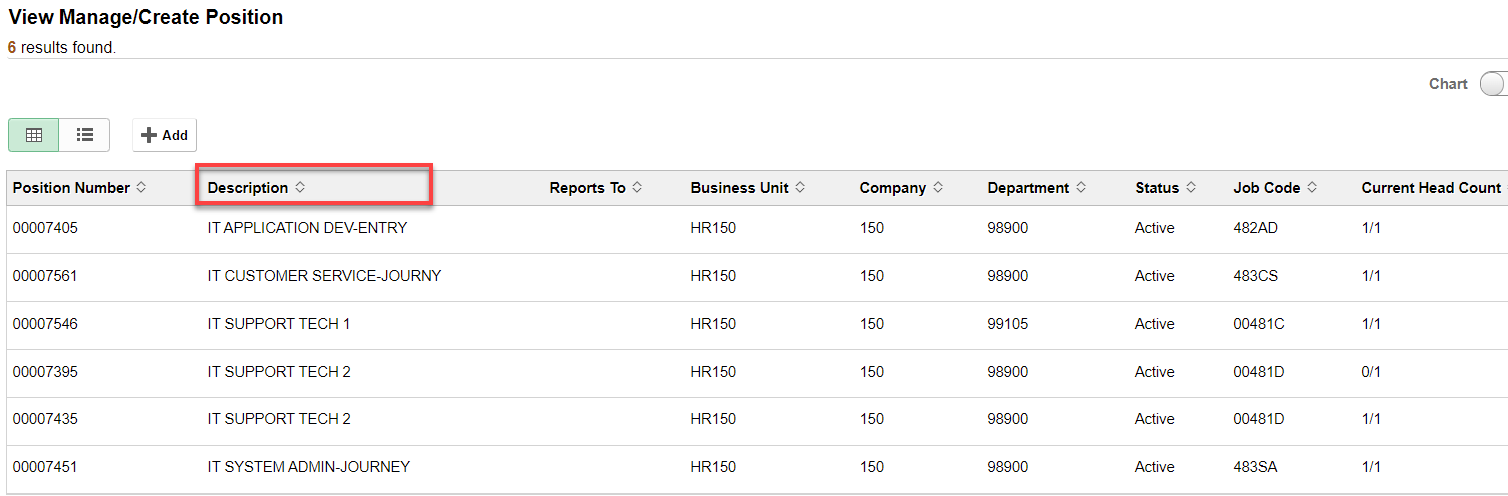 View Manage/Create Position
6 results found.
Chart
Add
Position Number Description Reports To Business Unit Company Department Status Job Code Current Head Count
00007405 IT APPLICATION DEV-ENTRY HR150 150 98900 Active 482AD 1/1
00007561 IT CUSTOMER SERVICE-JOURNY HR150 150 98900 Active 483CS 1/1
00007546 IT SUPPORT TECH 1 HR150 150 99105 Active 00481C 1/1
00007395 IT SUPPORT TECH 2 HR150 150 98900 Active 00481D 0/1
00007435 IT SUPPORT TECH 2 HR150 150 98900 Active 00481D 1/1
00007451 IT SYSTEM ADMIN-JOURNEY HR150 150 98900 Active 483SA 1/1